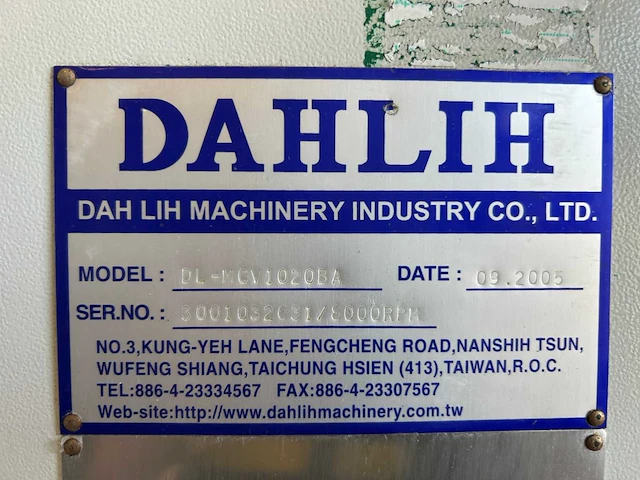 DAHLIH
DAH LIH MACHINERY INDUSTRY CO., LTD.
MODEL : DL-MCV1020BA DATE : 09.2005
SER.NO. : 3001032C31/8000RPM
NO.3,KUNG-YEH LANE,FENGCHENG ROAD,NANSHIH TSUN,
WUFENG SHIANG,TAICHUNG HSIEN (413),TAIWAN,R.O.C.
TEL:886-4-23334567 FAX:886-4-23307567
Web-site:http://www.dahlihmachinery.com.tw